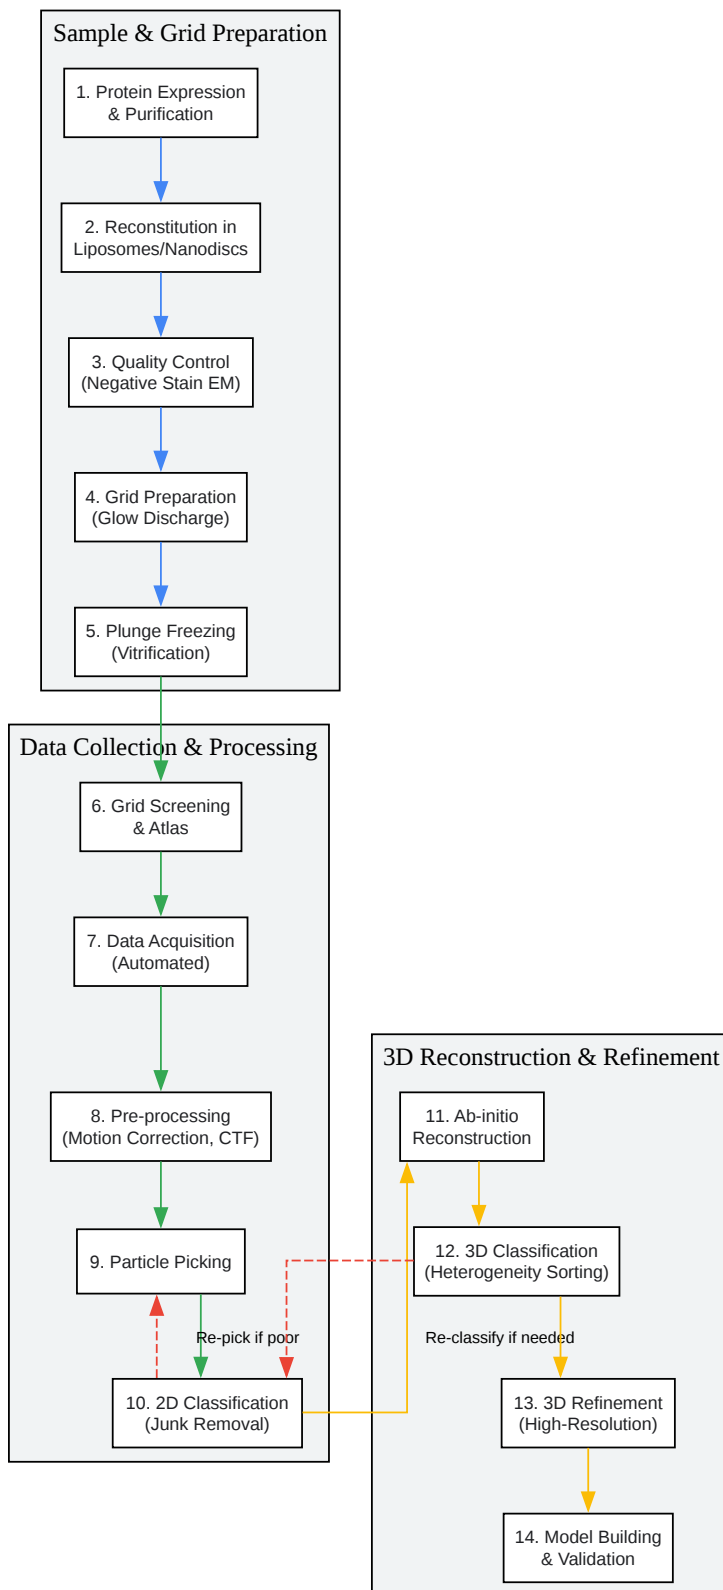 Sample & Grid Preparation
1. Protein Expression
& Purification
2. Reconstitution in
Liposomes/Nanodiscs
3. Quality Control
(Negative Stain EM)
4. Grid Preparation
(Glow Discharge)
5. Plunge Freezing
(Vitrification)
Data Collection & Processing
6. Grid Screening
& Atlas
7. Data Acquisition
(Automated)
8. Pre-processing
(Motion Correction, CTF)
9. Particle Picking
Re-pick if poor
10. 2D Classification
(Junk Removal)
3D Reconstruction & Refinement
11. Ab-initio
Reconstruction
12. 3D Classification
(Heterogeneity Sorting)
Re-classify if needed
13. 3D Refinement
(High-Resolution)
14. Model Building
& Validation